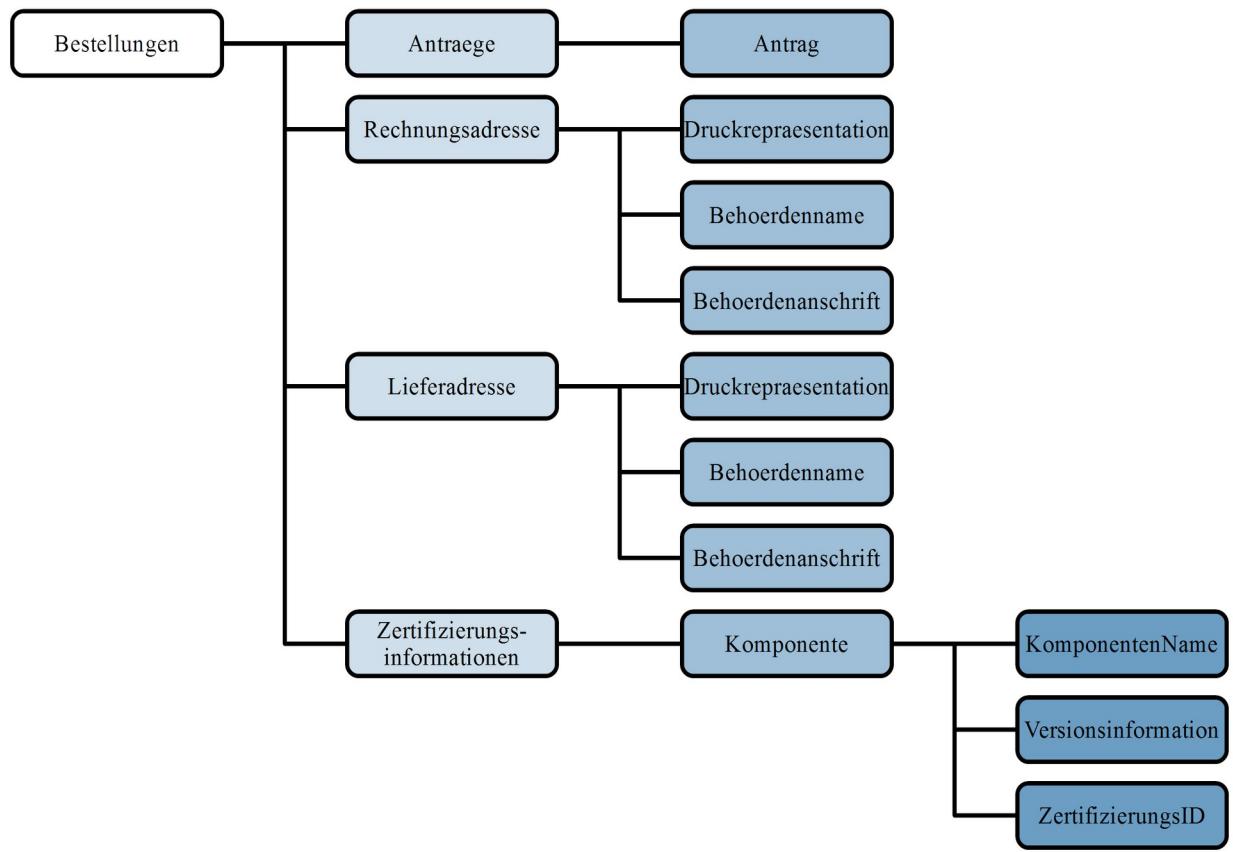 Bestellungen
Antraege
Antrag
Rechnungsadresse
Druckrepraesentation
Behoerdenname
Behoerdenanschrift
Lieferadresse
Druckrepraesentation
Behoerdenname
Behoerdenanschrift
Zertifizierungs-
informationen
Komponente
KomponentenName
Versionsinformation
ZertifizierungsID